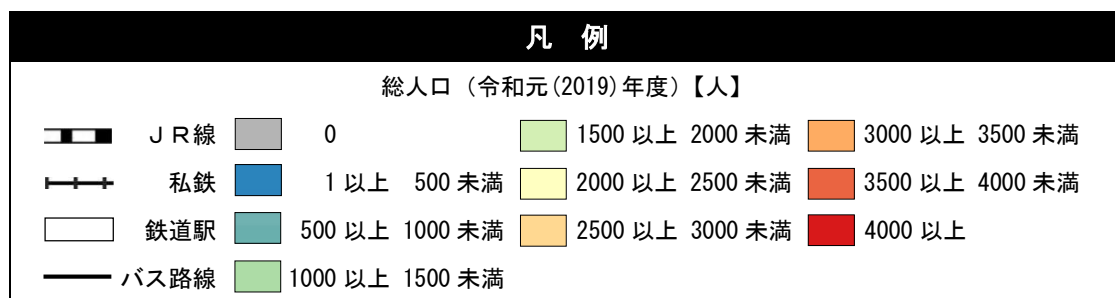 凡 例
総人口 (令和元(2019)年度)【人】
ＪＲ線 0 1500 以上 2000 未満 3000 以上 3500 未満
私鉄 1 以上 500 未満 2000 以上 2500 未満 3500 以上 4000 未満
鉄道駅 500 以上 1000 未満 2500 以上 3000 未満 4000 以上
バス路線 1000 以上 1500 未満